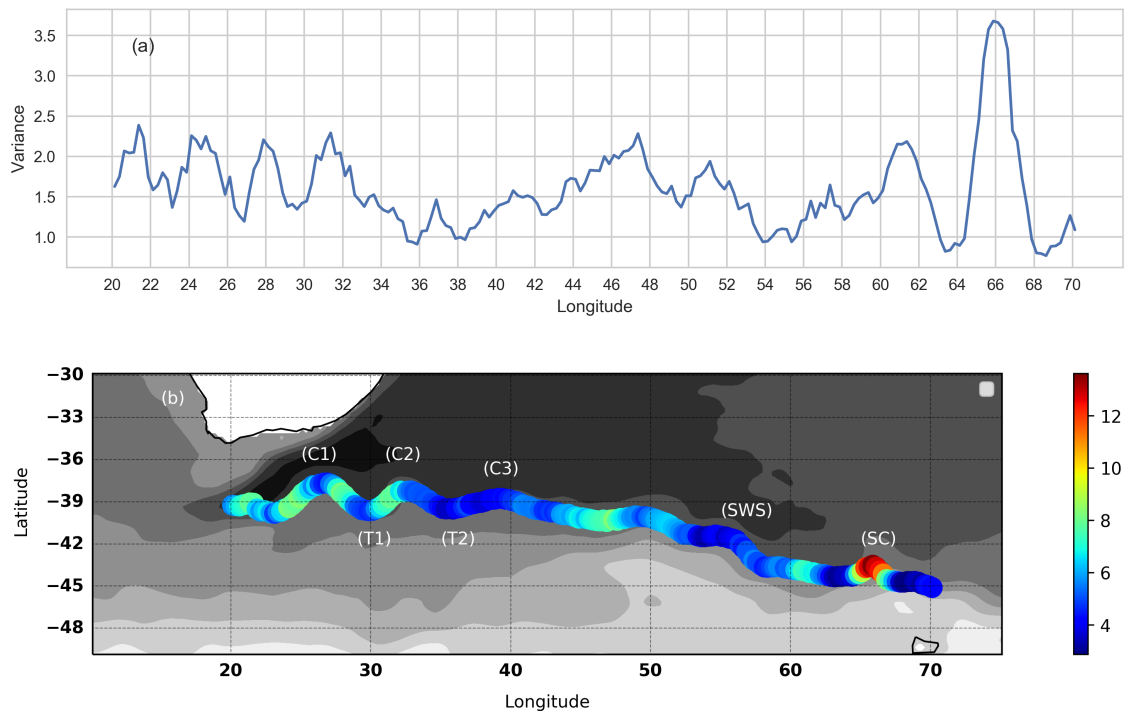 (a)
3.5
3.0
2.5
2.0
1.5
1.0
Variance
20 22 24 26 28 30 32 34 36 38 40 42 44 46 48 50 52 54 56 58 60 62 64 66 68 70
Longitude
(b)
−30
−33
−36
−39
−42
−45
−48
Latitude
(C1) (C2) (C3)
(T1) (T2) (SWS) (SC)
20 30 40 50 60 70
Longitude
12
10
8
6
4